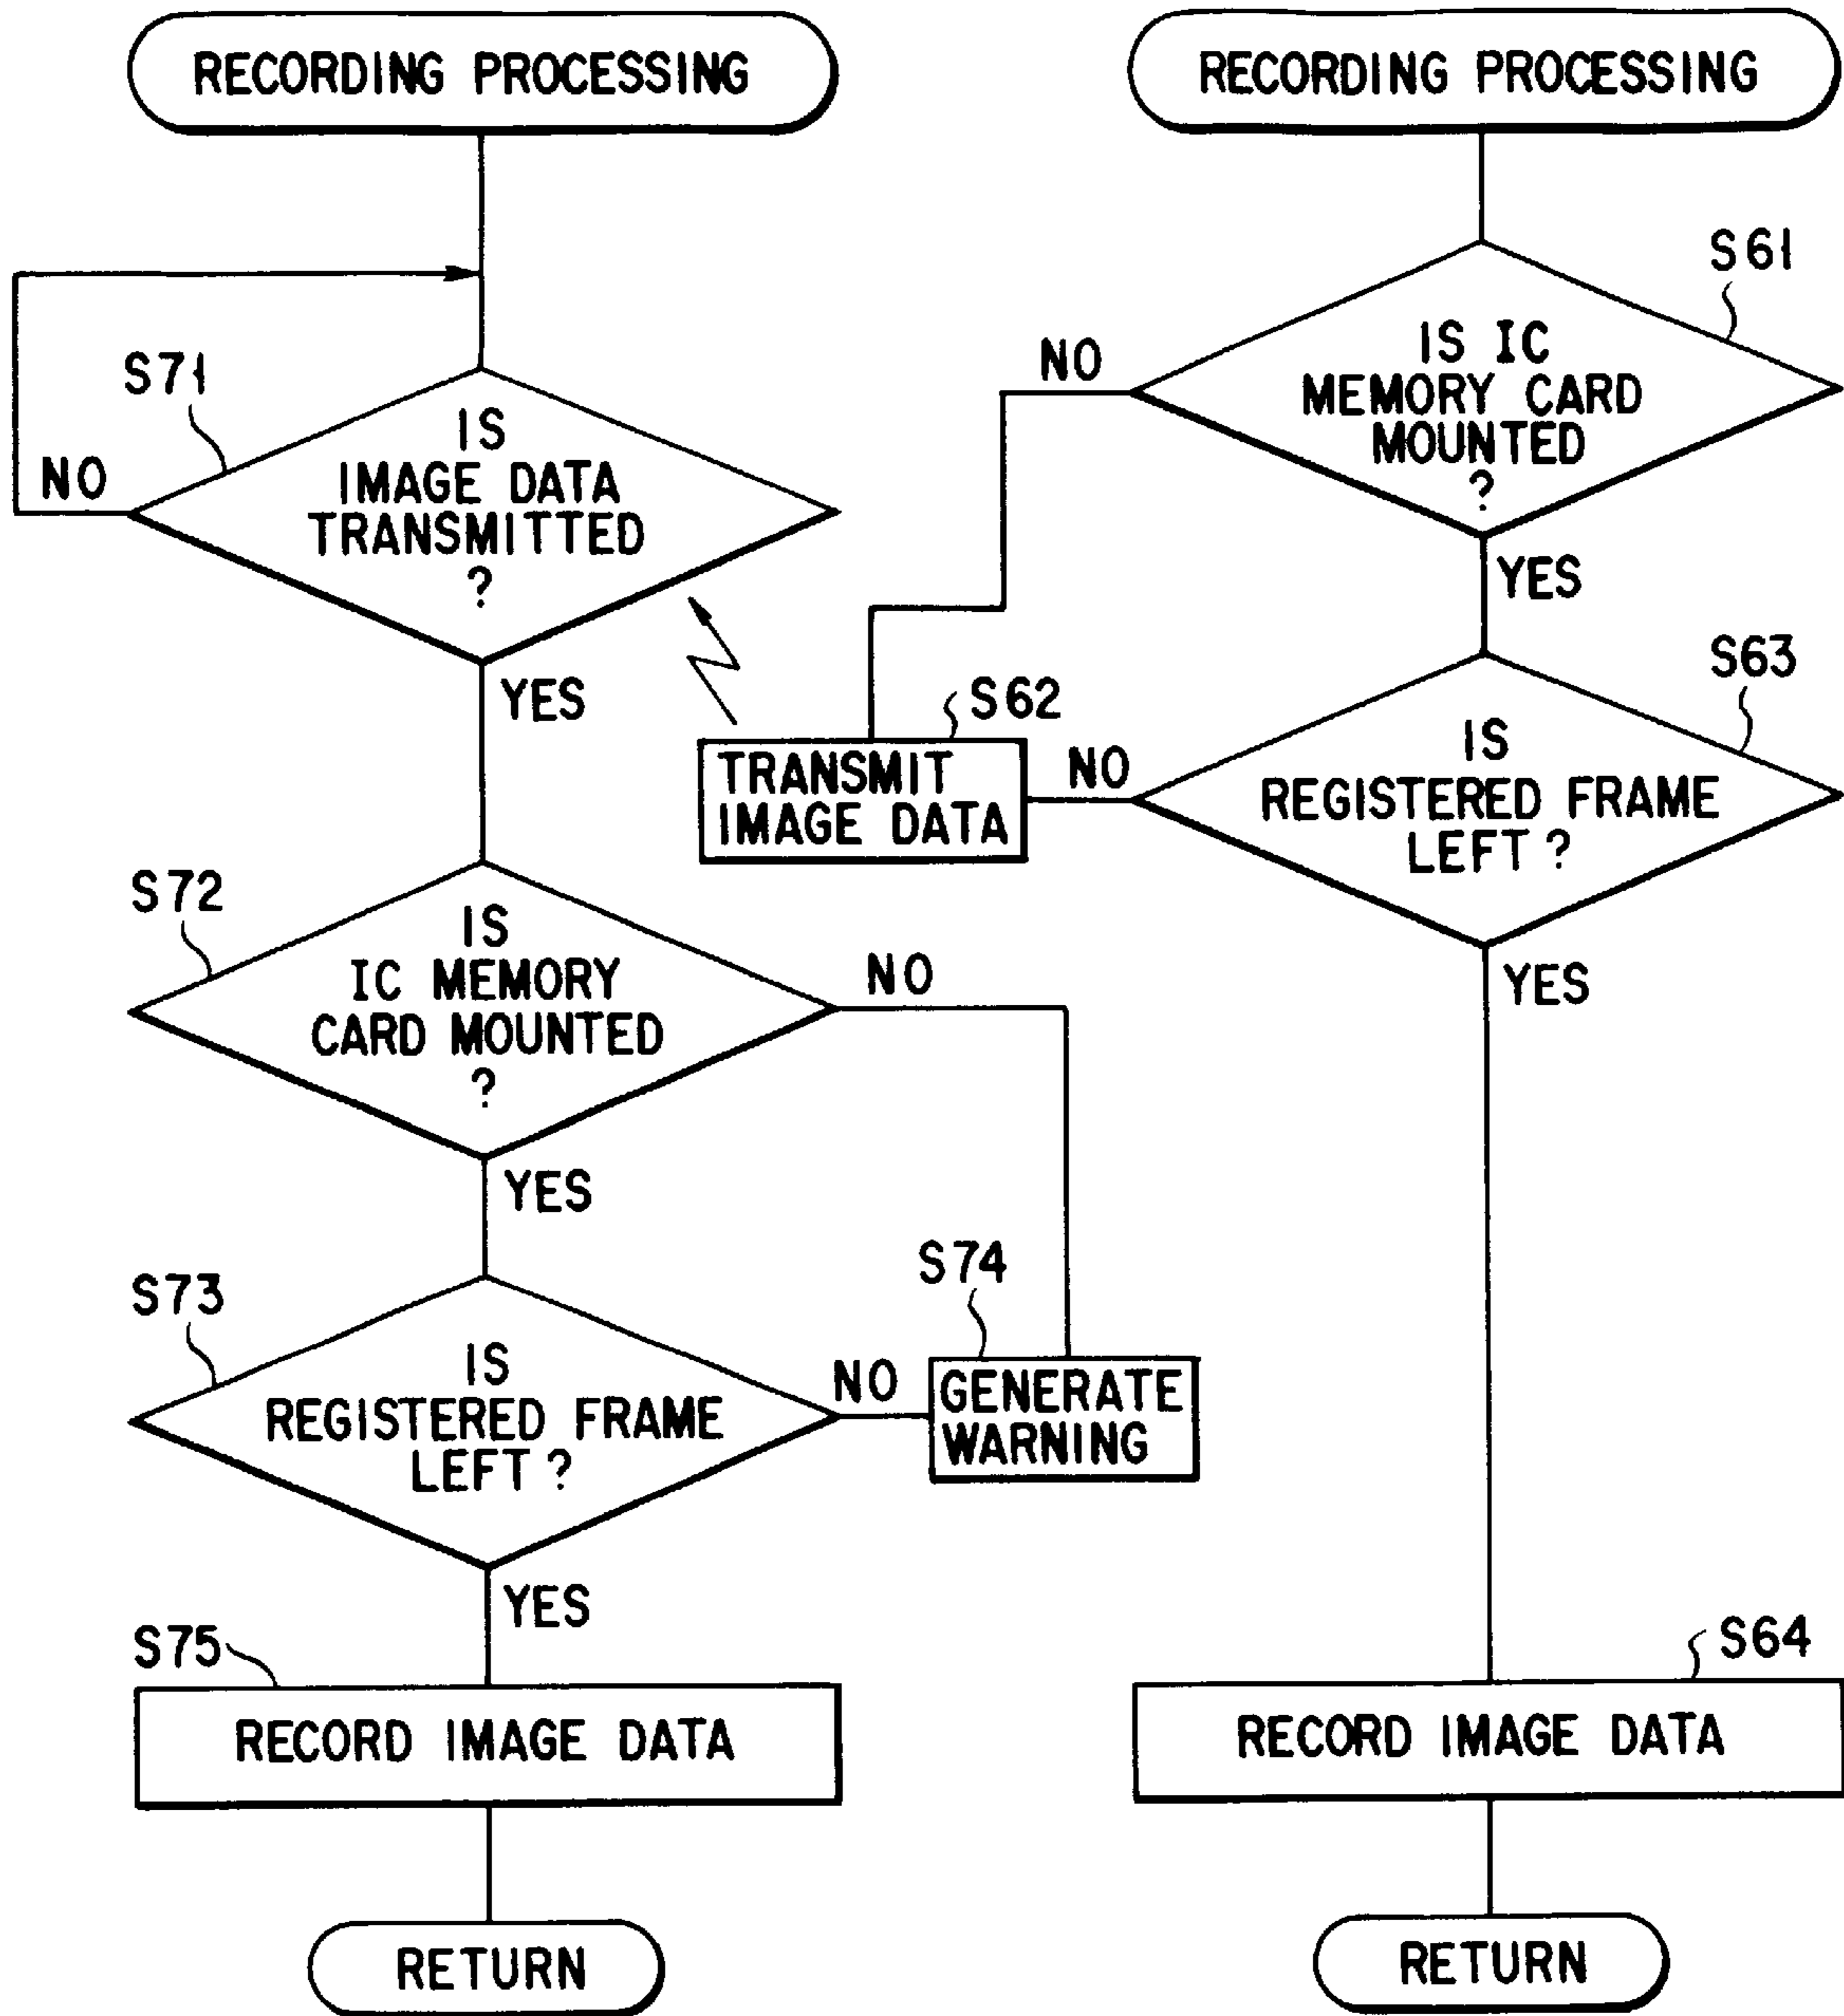 RECORDING PROCESSING
S71
IS
IMAGE DATA
TRANSMITTED
?
NO
YES
S72
IS
IC MEMORY
CARD MOUNTED
?
NO
YES
S73
IS
REGISTERED FRAME
LEFT?
NO
S74
GENERATE
WARNING
YES
S75
RECORD IMAGE DATA
RETURN
RECORDING PROCESSING
S61
IS IC
MEMORY CARD
MOUNTED
?
NO
YES
S62
TRANSMIT
IMAGE DATA
S63
IS
REGISTERED FRAME
LEFT?
NO
YES
S64
RECORD IMAGE DATA
RETURN